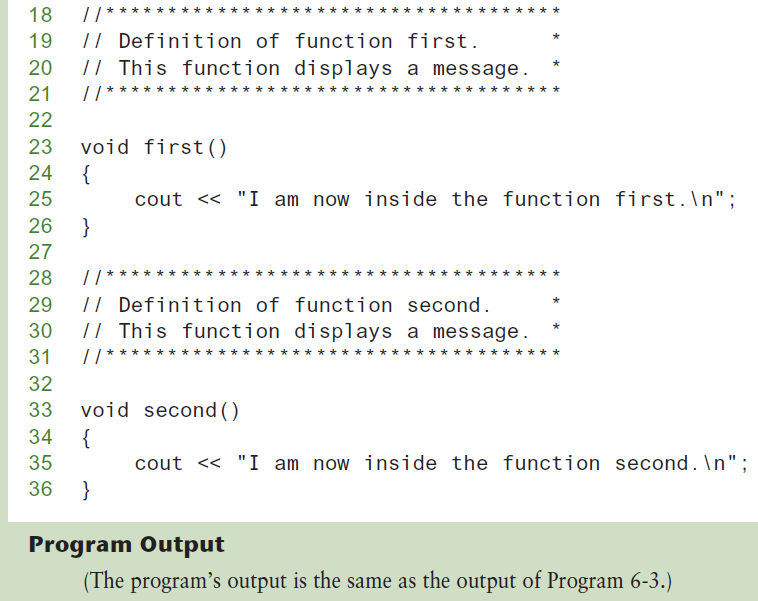 18 //*************************************
19 // Definition of function first.      *
20 // This function displays a message.  *
21 //*************************************
22
23 void first()
24 {
25     cout << "I am now inside the function first.\n";
26 }
27
28 //*************************************
29 // Definition of function second.     *
30 // This function displays a message.  *
31 //*************************************
32
33 void second()
34 {
35     cout << "I am now inside the function second.\n";
36 }
Program Output
(The program's output is the same as the output of Program 6-3.)